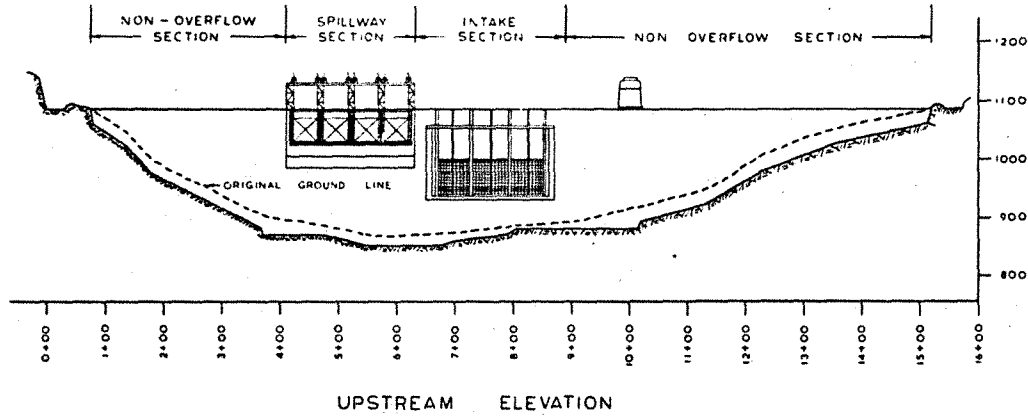 NON-OVERFLOW
SECTION
SPILLWAY
SECTION
INTAKE
SECTION
NON OVERFLOW SECTION
1200
1100
1000
900
800
ORIGINAL GROUND LINE
0+00
1+00
2+00
3+00
4+00
5+00
6+00
7+00
8+00
9+00
10+00
11+00
12+00
13+00
14+00
15+00
16+00
UPSTREAM ELEVATION